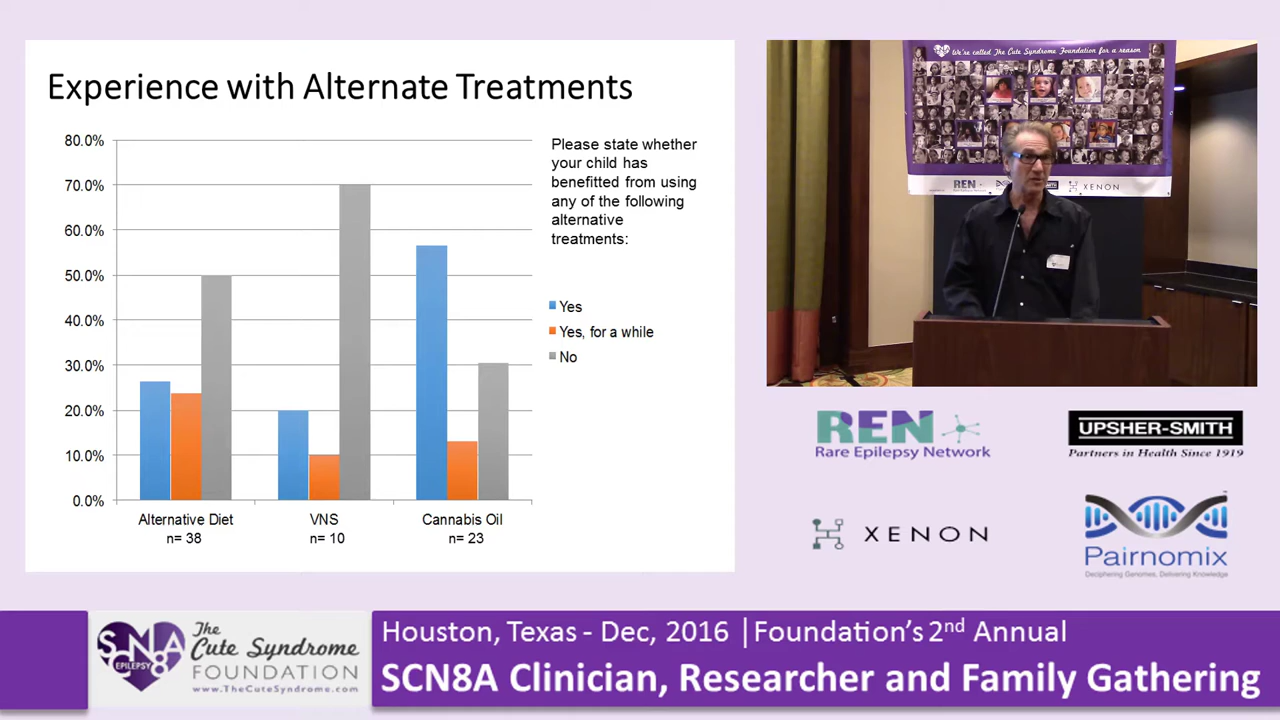 Experience with Alternate Treatments
80.0%
70.0%
60.0%
50.0%
40.0%
30.0%
20.0%
10.0%
0.0%
Alternative Diet
n= 38
VNS
n= 10
Cannabis Oil
n= 23
Please state whether
your child has
benefitted from using
any of the following
alternative
treatments:
Yes
Yes, for a while
No
We're called The Cute Syndrome Foundation for a reason
REN
XENON
REN
Rare Epilepsy Network
UPSHER-SMITH
Partners in Health Since 1919
XENON
Pairnomix
Deciphering Genomes, Delivering Knowledge
SCN8A
EPILEPSY
The
Cute Syndrome
FOUNDATION
www.TheCuteSyndrome.com
Houston, Texas - Dec, 2016 |Foundation's 2nd Annual
SCN8A Clinician, Researcher and Family Gathering